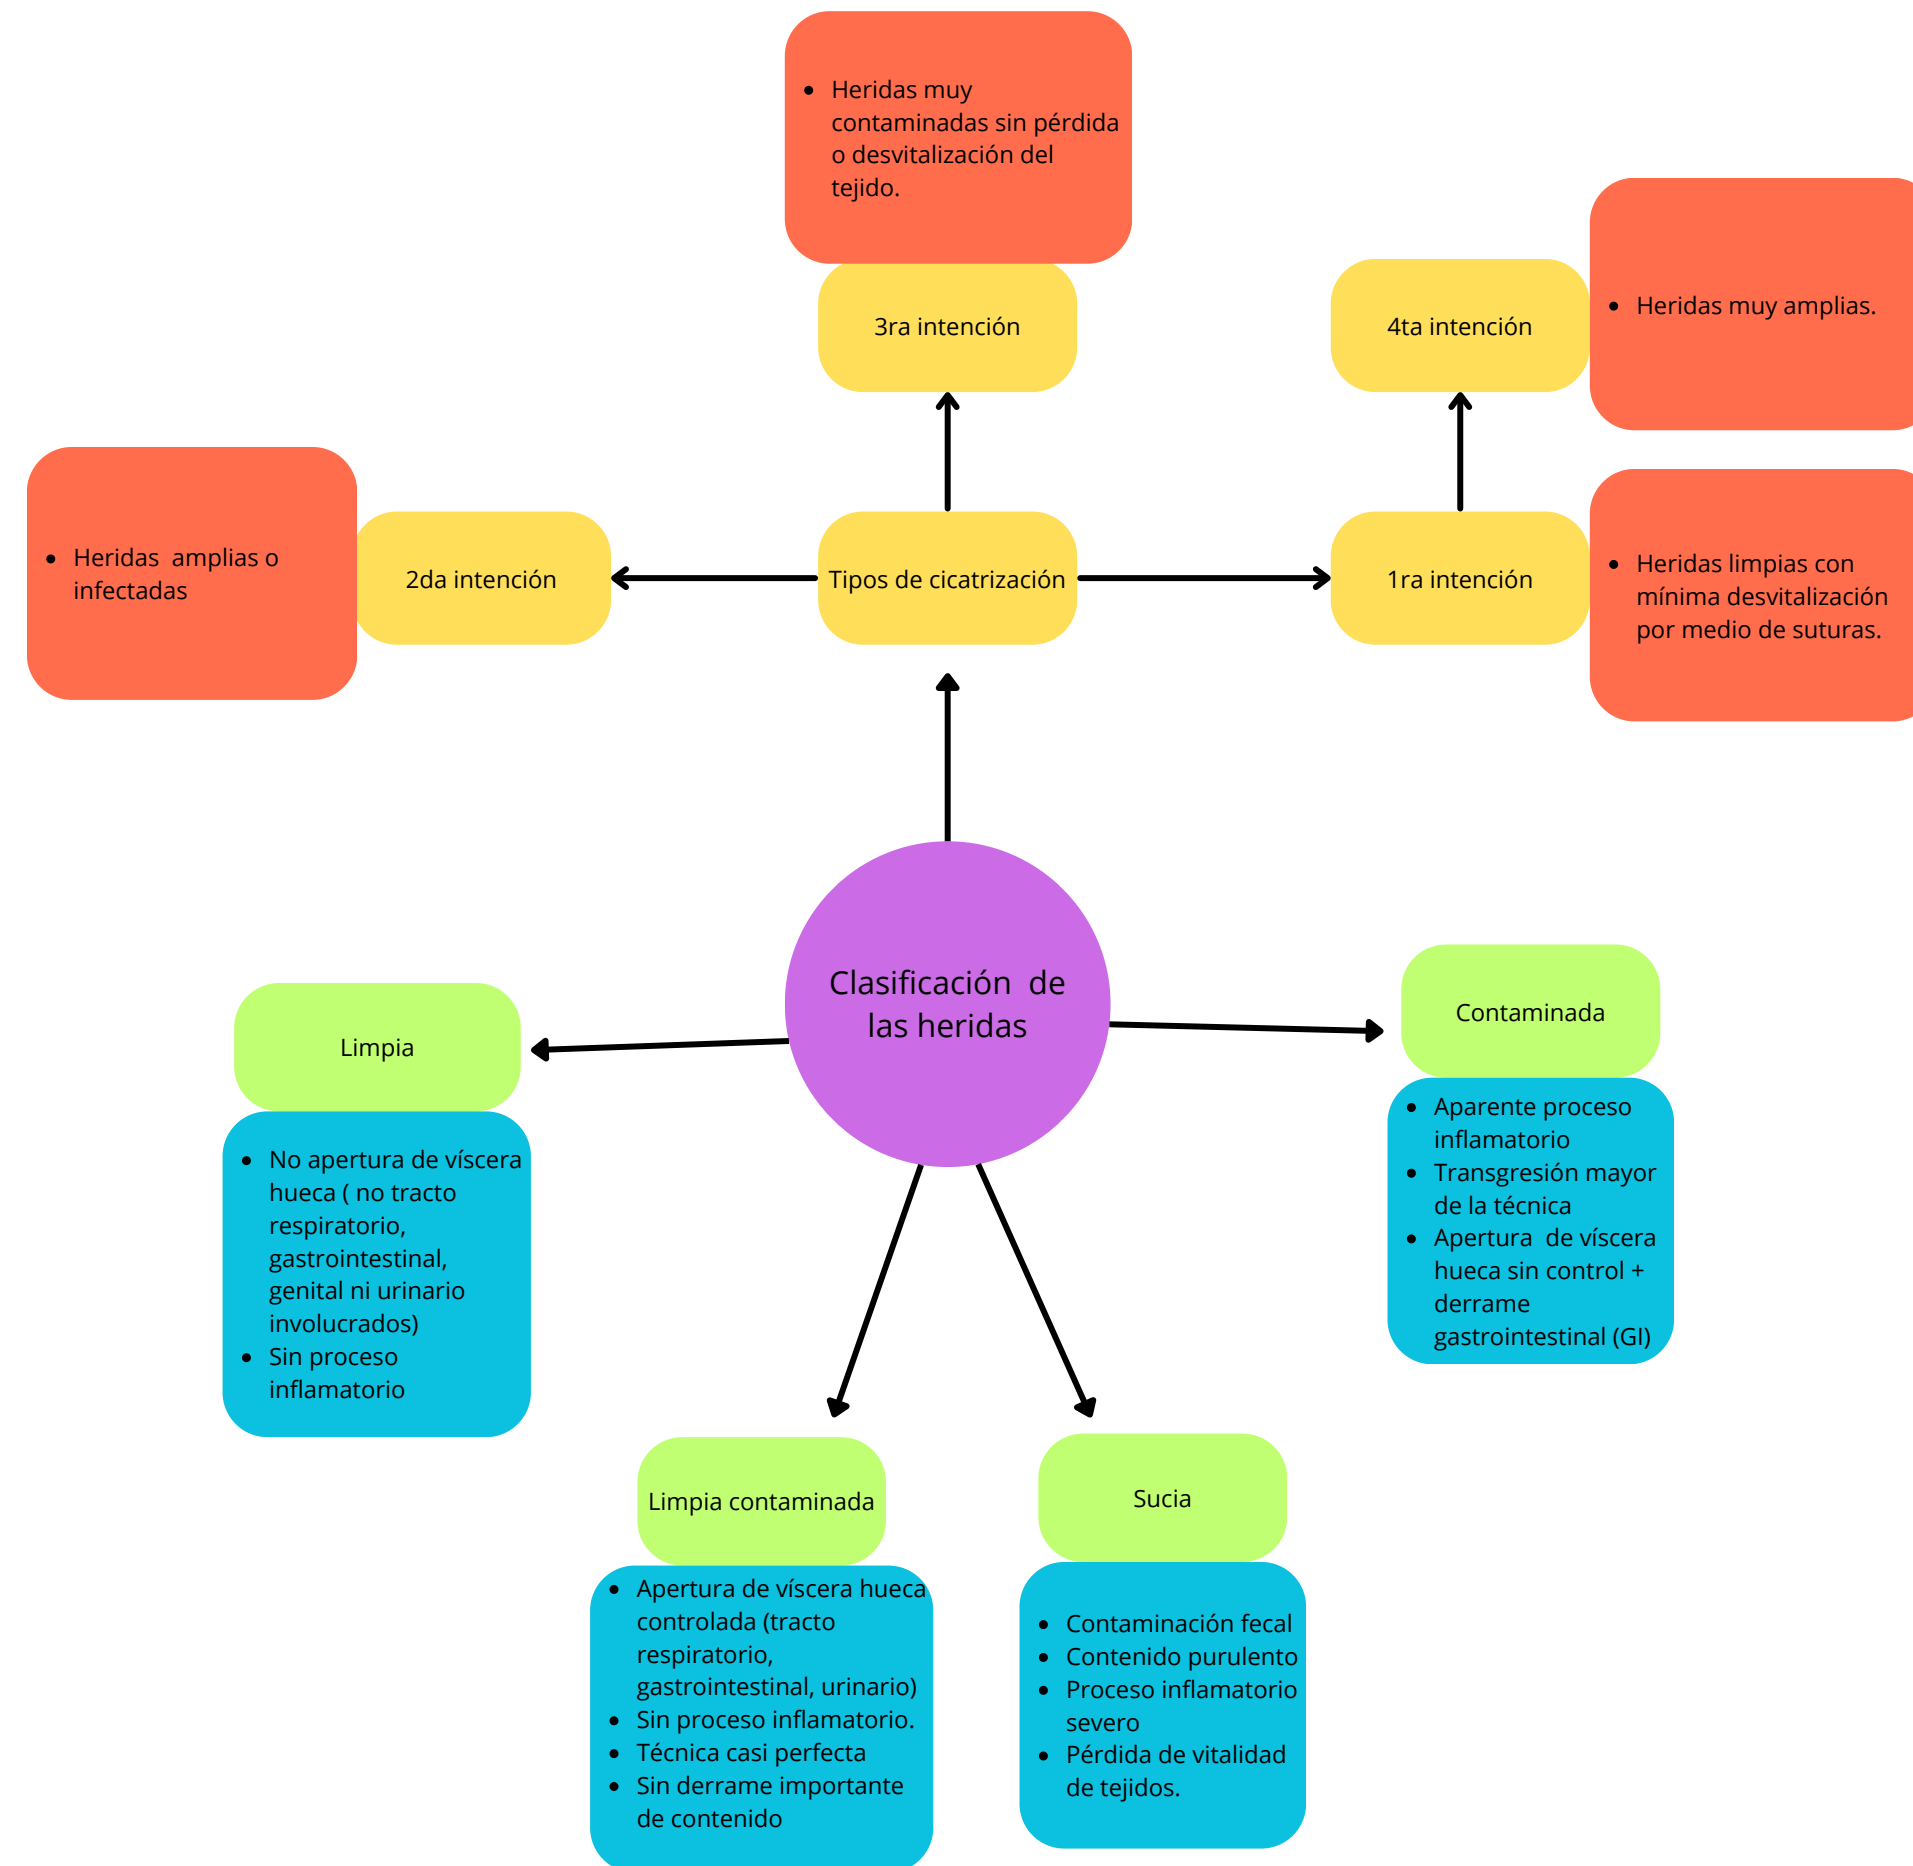 Heridas muy
contaminadas sin pérdida
o desvitalización del
tejido.
3ra intención
4ta intención
Heridas muy amplias.
Heridas  amplias o
infectadas
2da intención
Tipos de cicatrización
1ra intención
Heridas limpias con
mínima desvitalización
por medio de suturas.
Clasificación  de
las heridas
Limpia
No apertura de víscera
hueca ( no tracto
respiratorio,
gastrointestinal,
genital ni urinario
involucrados)
Sin proceso
inflamatorio
Contaminada
Aparente proceso
inflamatorio
Transgresión mayor
de la técnica
Apertura  de víscera
hueca sin control +
derrame
gastrointestinal (GI)
Limpia contaminada
Apertura de víscera hueca
controlada (tracto
respiratorio,
gastrointestinal, urinario)
Sin proceso inflamatorio.
Técnica casi perfecta
Sin derrame importante
de contenido
Sucia
Contaminación fecal
Contenido purulento
Proceso inflamatorio
severo
Pérdida de vitalidad
de tejidos.